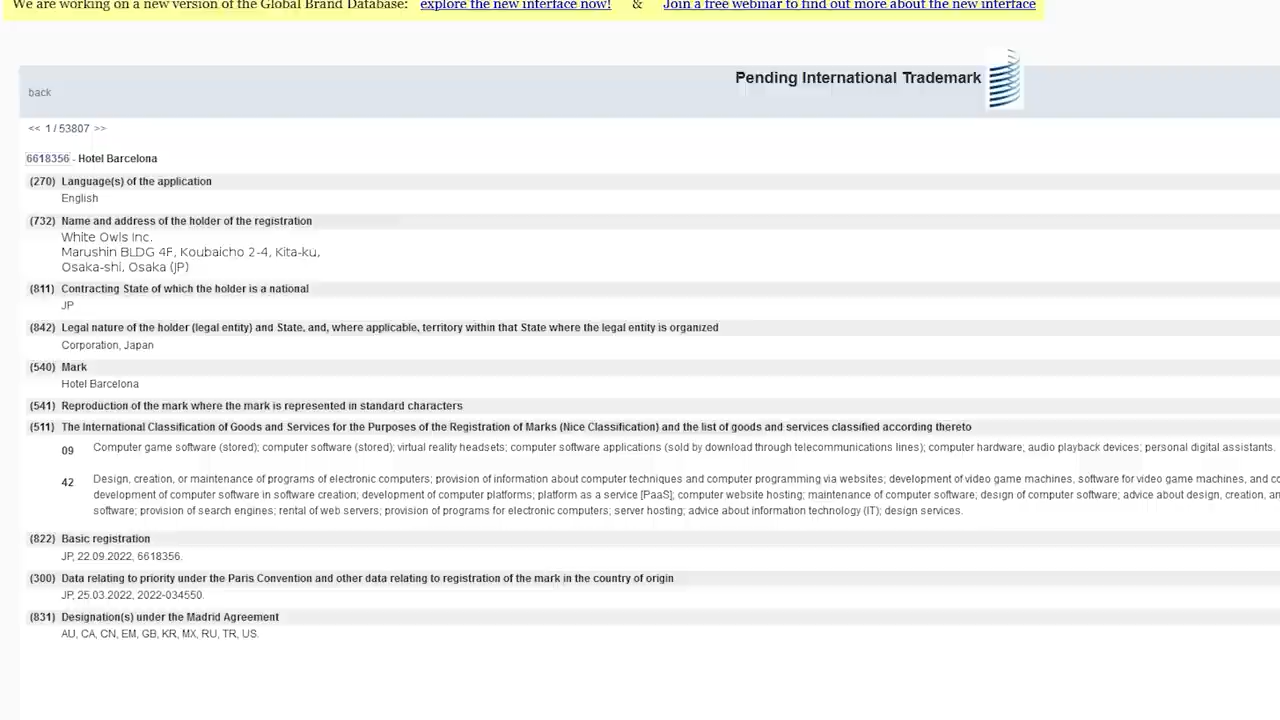 We are working on a new version of the Global Brand Database: explore the new interface now! & Join a free webinar to find out more about the new interface
Pending International Trademark
back
<< 1 / 53807 >>
6618356 - Hotel Barcelona
(270) Language(s) of the application
English
(732) Name and address of the holder of the registration
White Owls Inc.
Marushin BLDG 4F, Koubaicho 2-4, Kita-ku,
Osaka-shi, Osaka (JP)
(811) Contracting State of which the holder is a national
JP
(842) Legal nature of the holder (legal entity) and State, and, where applicable, territory within that State where the legal entity is organized
Corporation, Japan
(540) Mark
Hotel Barcelona
(541) Reproduction of the mark where the mark is represented in standard characters
(511) The International Classification of Goods and Services for the Purposes of the Registration of Marks (Nice Classification) and the list of goods and services classified according thereto
09 Computer game software (stored); computer software (stored); virtual reality headsets; computer software applications (sold by download through telecommunications lines); computer hardware, audio playback devices; personal digital assistants.
42 Design, creation, or maintenance of programs of electronic computers; provision of information about computer techniques and computer programming via websites; development of video game machines, software for video game machines, and
development of computer software in software creation; development of computer platforms; platform as a service [PaaS]; computer website hosting; maintenance of computer software; design of computer software; advice about design, creation,
software; provision of search engines; rental of web servers; provision of programs for electronic computers; server hosting; advice about information technology (IT); design services.
(822) Basic registration
JP, 22.09.2022, 6618356.
(300) Data relating to priority under the Paris Convention and other data relating to registration of the mark in the country of origin
JP, 25.03.2022, 2022-034550.
(831) Designation(s) under the Madrid Agreement
AU, CA, CN, EM, GB, KR, MX, RU, TR, US.